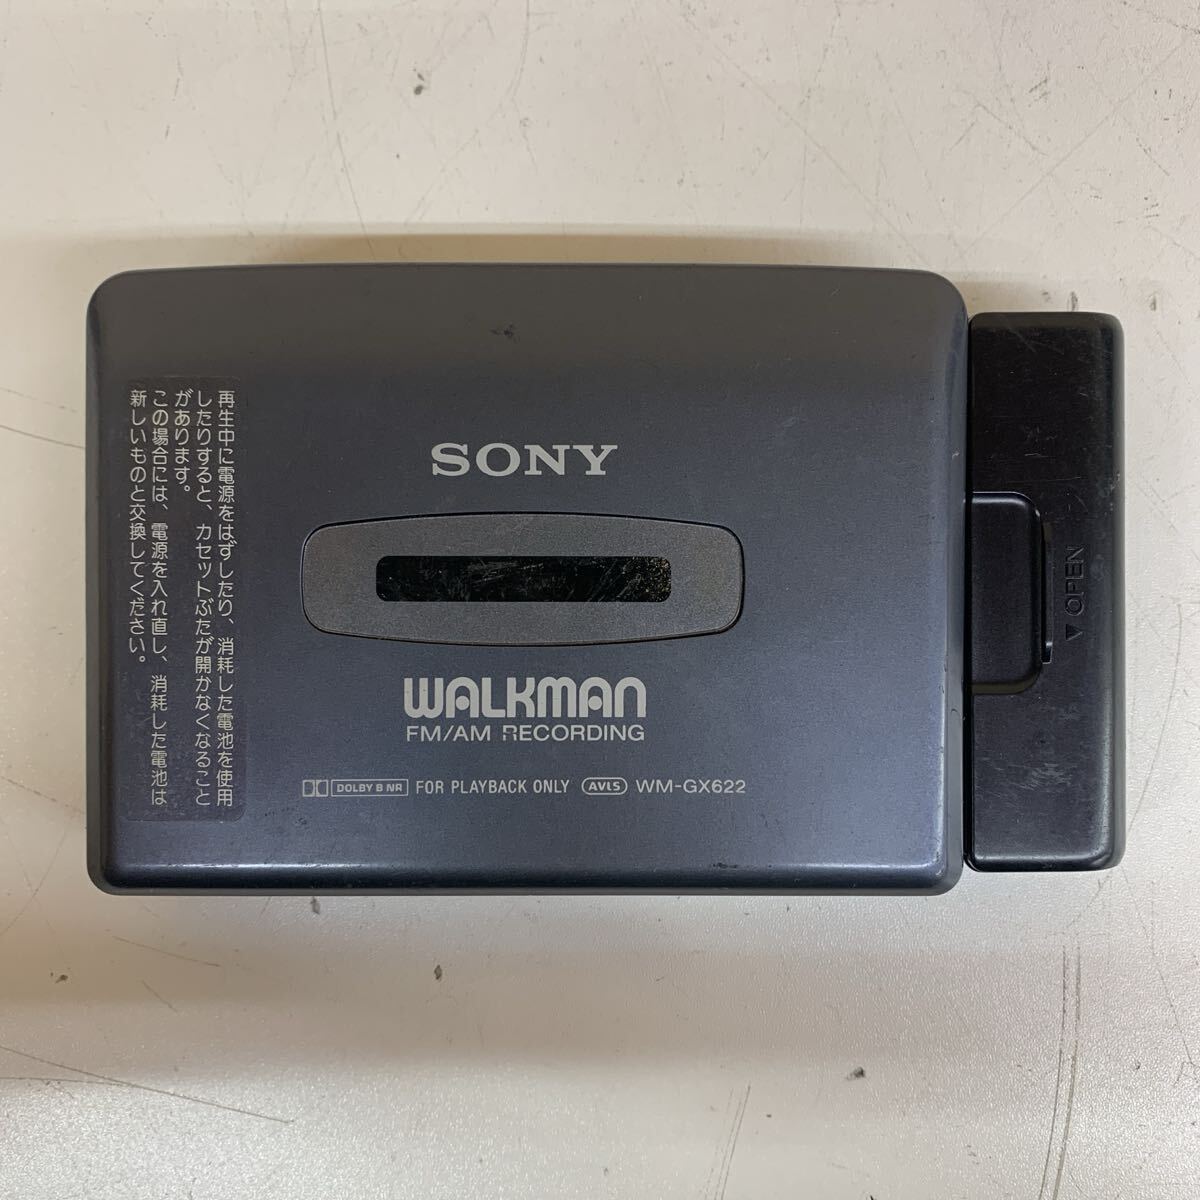 再生中に電源をはずしたり、消耗した電池を使用
したりすると、カセットぶたが開かなくなること
があります。
この場合には、電源を入れ直し、消耗した電池は
新しいものと交換してください。
SONY
WALKMAN
FM/AM RECORDING
DOLBY B NR FOR PLAYBACK ONLY AVLS WM-GX622
▼ OPEN